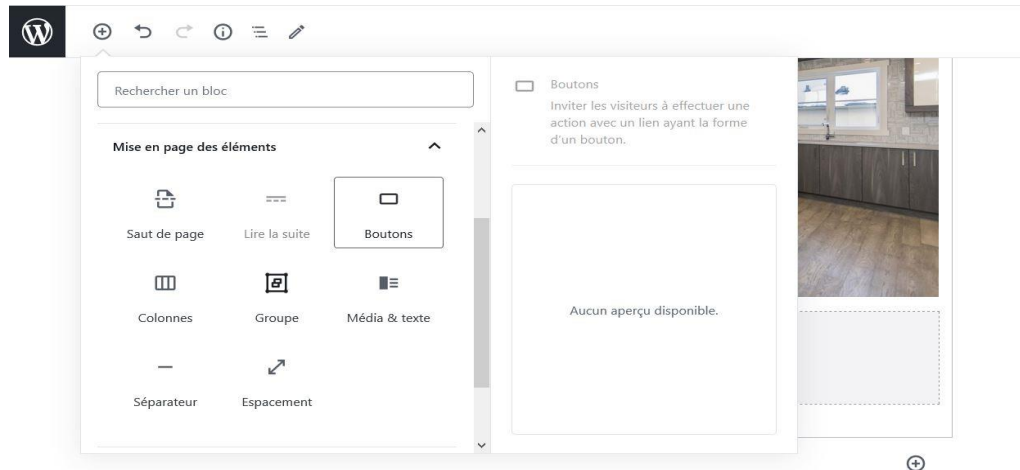 Rechercher un bloc
Mise en page des éléments
Saut de page
Lire la suite
Boutons
Colonnes
Groupe
Média & texte
Séparateur
Espacement
Boutons
Inviter les visiteurs à effectuer une
action avec un lien ayant la forme
d'un bouton.
Aucun aperçu disponible.